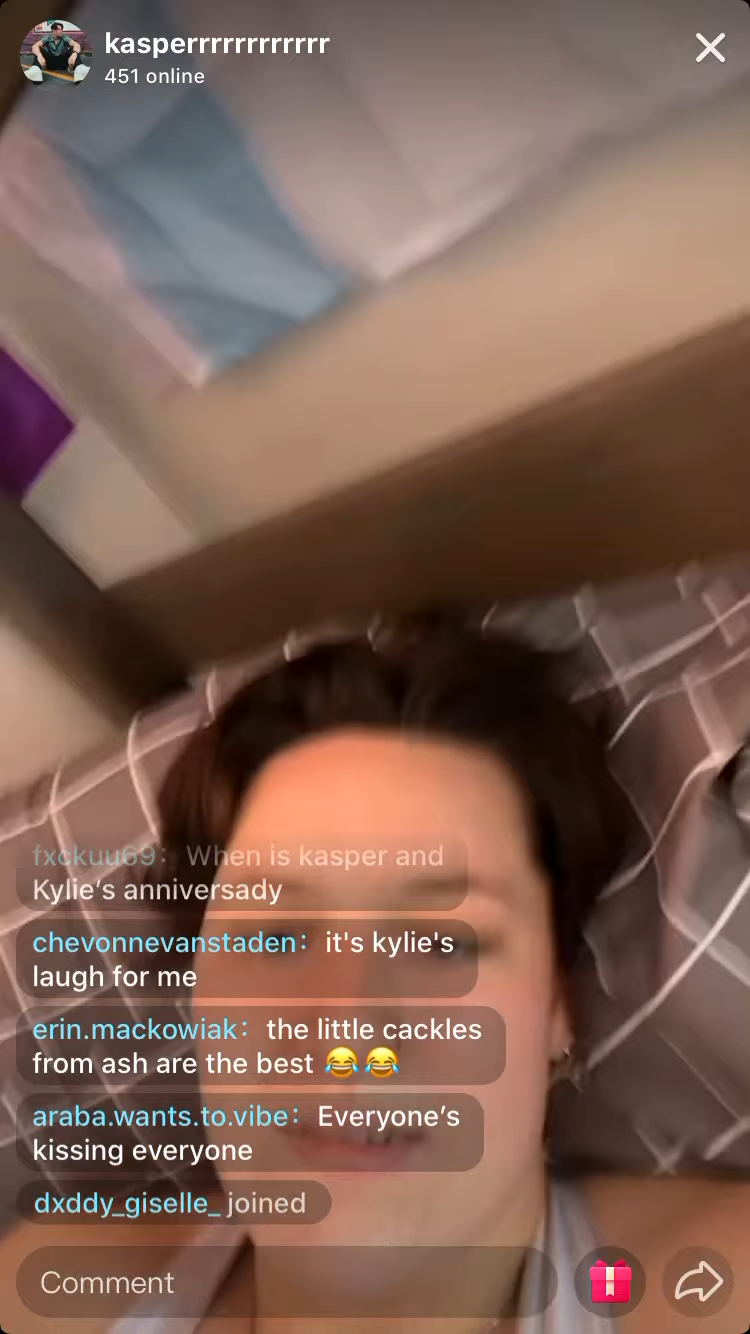 kasperrrrrrrrrrrr
451 online
fxckuu69: When is kasper and
Kylie’s anniversady
chevonnevanstaden: it's kylie's
laugh for me
erin.mackowiak: the little cackles
from ash are the best 😂😂
araba.wants.to.vibe: Everyone’s
kissing everyone
dxddy_giselle_ joined
Comment